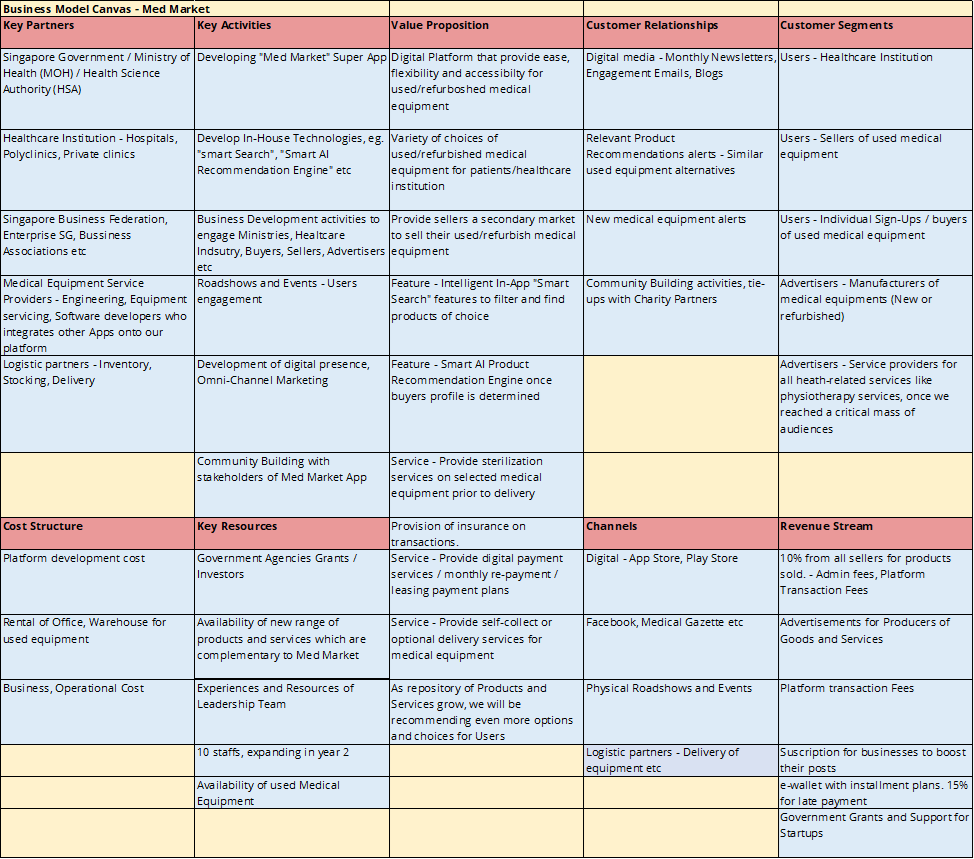 Business Model Canvas - Med Market
Key Partners
Key Activities
Value Proposition
Customer Relationships
Customer Segments
Singapore Government / Ministry of
Health (MOH) / Health Science
Authority (HSA)
Developing "Med Market" Super App
Digital Platform that provide ease,
flexibility and accessibilty for
used/refurboshed medical
equipment
Digital media - Monthly Newsletters,
Engagement Emails, Blogs
Users - Healthcare Institution
Healthcare Institution - Hospitals,
Polyclinics, Private clinics
Develop In-House Technologies, eg.
"smart Search", "Smart AI
Recommendation Engine" etc
Variety of choices of
used/refurbished medical
equipment for patients/healthcare
institution
Relevant Product
Recommendations alerts - Similar
used equipment alternatives
Users - Sellers of used medical
equipment
Singapore Business Federation,
Enterprise SG, Bussiness
Associations etc
Business Development activities to
engage Ministries, Healtcare
Indsutry, Buyers, Sellers, Advertisers
etc
Provide sellers a secondary market
to sell their used/refurbish medical
equipment
New medical equipment alerts
Users - Individual Sign-Ups / buyers
of used medical equipment
Medical Equipment Service
Providers - Engineering, Equipment
servicing, Software developers who
integrates other Apps onto our
platform
Roadshows and Events - Users
engagement
Feature - Intelligent In-App "Smart
Search" features to filter and find
products of choice
Community Building activities, tie-
ups with Charity Partners
Advertisers - Manufacturers of
medical equipments (New or
refurbished)
Logistic partners - Inventory,
Stocking, Delivery
Development of digital presence,
Omni-Channel Marketing
Feature - Smart AI Product
Recommendation Engine once
buyers profile is determined
Advertisers - Service providers for
all heath-related services like
physiotherapy services, once we
reached a critical mass of
audiences
Community Building with
stakeholders of Med Market App
Service - Provide sterilization
services on selected medical
equipment prior to delivery
Cost Structure
Key Resources
Provision of insurance on
transactions.
Channels
Revenue Stream
Platform development cost
Government Agencies Grants /
Investors
Service - Provide digital payment
services / monthly re-payment /
leasing payment plans
Digital - App Store, Play Store
10% from all sellers for products
sold. - Admin fees, Platform
Transaction Fees
Rental of Office, Warehouse for
used equipment
Availability of new range of
products and services which are
complementary to Med Market
Service - Provide self-collect or
optional delivery services for
medical equipment
Facebook, Medical Gazette etc
Advertisements for Producers of
Goods and Services
Business, Operational Cost
Experiences and Resources of
Leadership Team
As repository of Products and
Services grow, we will be
recommending even more options
and choices for Users
Physical Roadshows and Events
Platform transaction Fees
10 staffs, expanding in year 2
Logistic partners - Delivery of
equipment etc
Suscription for businesses to boost
their posts
Availability of used Medical
Equipment
e-wallet with installment plans. 15%
for late payment
Government Grants and Support for
Startups